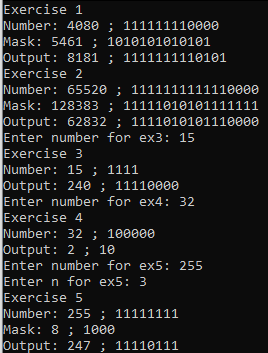 Exercise 1
Number: 4080 ; 111111110000
Mask: 5461 ; 1010101010101
Output: 8181 ; 1111111110101
Exercise 2
Number: 65520 ; 1111111111110000
Mask: 128383 ; 11111010101111111
Output: 62832 ; 1111010101110000
Enter number for ex3: 15
Exercise 3
Number: 15 ; 1111
Output: 240 ; 11110000
Enter number for ex4: 32
Exercise 4
Number: 32 ; 100000
Output: 2 ; 10
Enter number for ex5: 255
Enter n for ex5: 3
Exercise 5
Number: 255 ; 11111111
Mask: 8 ; 1000
Output: 247 ; 11110111